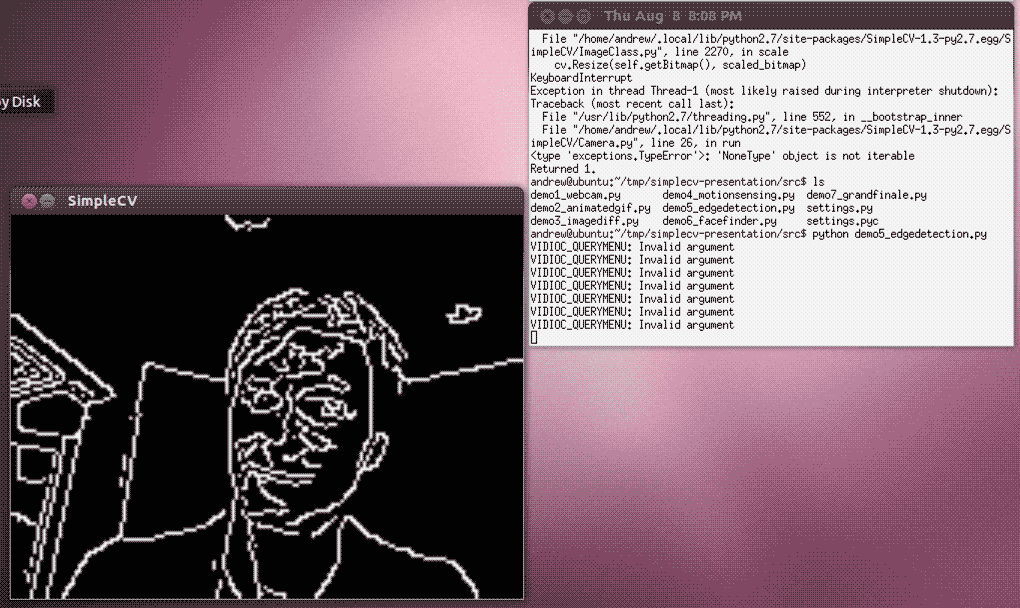 Thu Aug  8  8:08 PM
  File "/home/andrew/.local/lib/python2.7/site-packages/SimpleCV-1.3-py2.7.egg/S
impleCV/ImageClass.py", line 2270, in scale
    cv.Resize(self.getBitmap(), scaled_bitmap)
KeyboardInterrupt
Exception in thread Thread-1 (most likely raised during interpreter shutdown):
Traceback (most recent call last):
  File "/usr/lib/python2.7/threading.py", line 552, in __bootstrap_inner
  File "/home/andrew/.local/lib/python2.7/site-packages/SimpleCV-1.3-py2.7.egg/S
impleCV/Camera.py", line 26, in run
<type 'exceptions.TypeError'>: 'NoneType' object is not iterable
Returned 1.
andrew@ubuntu:~/tmp/simplecv-presentation/src$ ls
demo1_webcam.py       demo4_motionsensing.py  demo7_grandfinale.py
demo2_animatedgif.py  demo5_edgedetection.py  settings.py
demo3_imagediff.py    demo6_facefinder.py     settings.pyc
andrew@ubuntu:~/tmp/simplecv-presentation/src$ python demo5_edgedetection.py
VIDIOC_QUERYMENU: Invalid argument
VIDIOC_QUERYMENU: Invalid argument
VIDIOC_QUERYMENU: Invalid argument
VIDIOC_QUERYMENU: Invalid argument
VIDIOC_QUERYMENU: Invalid argument
VIDIOC_QUERYMENU: Invalid argument
VIDIOC_QUERYMENU: Invalid argument
py Disk
SimpleCV